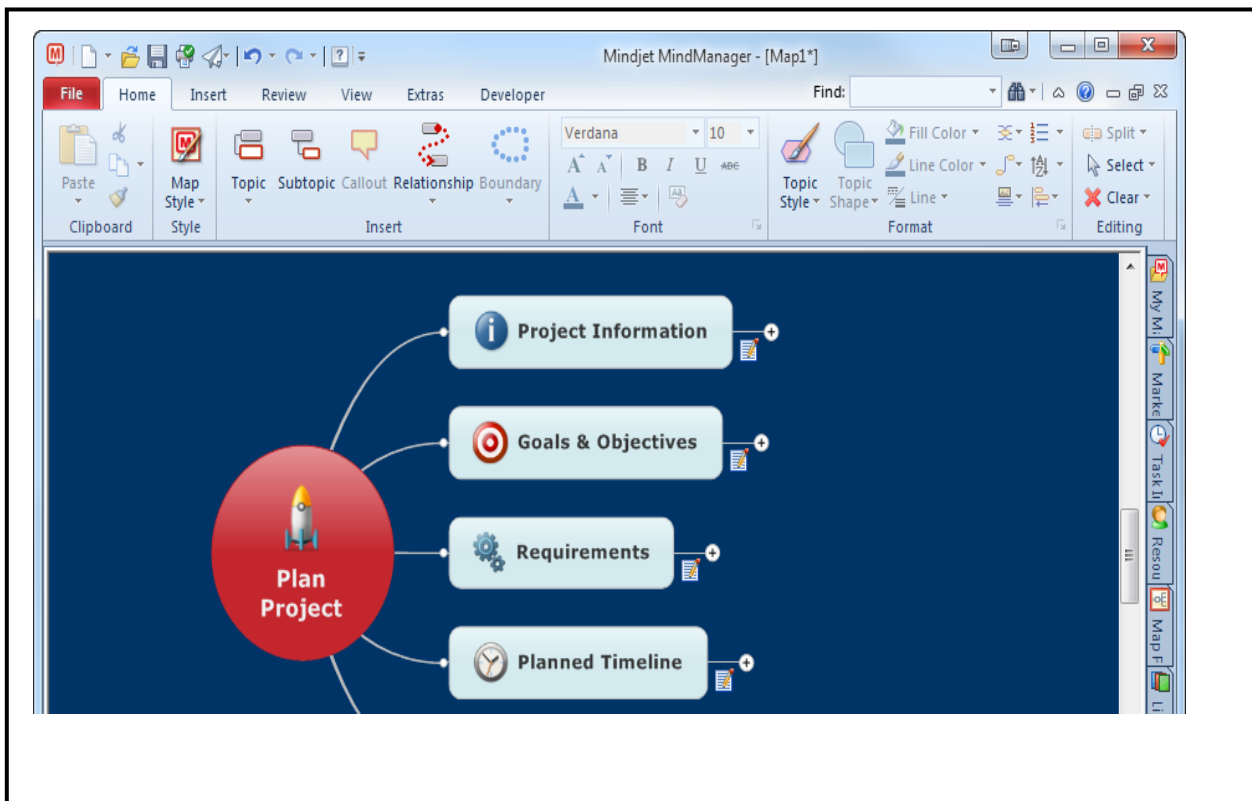 Mindjet MindManager - [Map1*]
File Home Insert Review View Extras Developer Find:
Verdana 10
Fill Color
Split
A A B I U ABC
Line Color
Select
Paste Map Style Topic Subtopic Callout Relationship Boundary
A
Topic Style Topic Shape Line
Clear
Clipboard Style Insert Font Format Editing
Project Information
Goals & Objectives
Requirements
Planned Timeline
Plan
Project
My M
Marke
Task I
Resou
Map F
Li